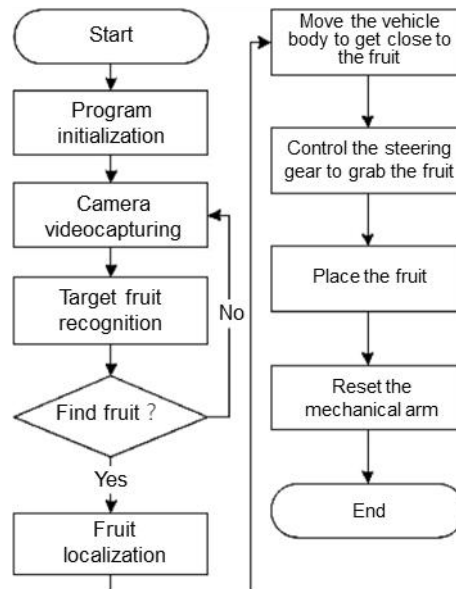 Start
Program
initialization
Camera
videocapturing
Target fruit
recognition
No
Find fruit？
Yes
Fruit
localization
Move the vehicle
body to get close to
the fruit
Control the steering
gear to grab the fruit
Place the fruit
Reset the
mechanical arm
End